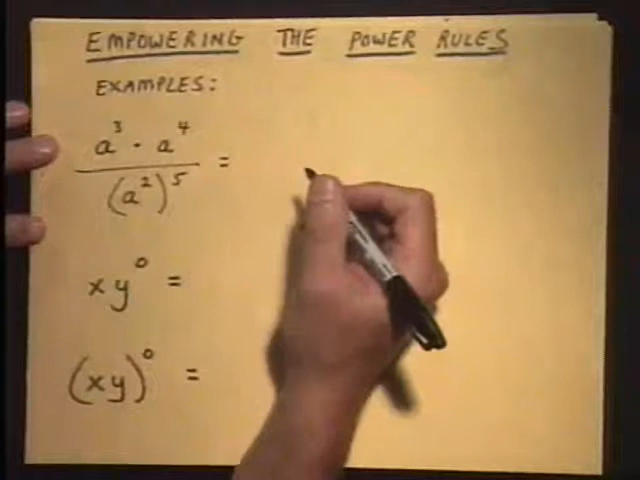 EMPOWERING THE POWER RULES
EXAMPLES:
a³ · a⁴
(a²)⁵ =
xy⁰ =
(xy)⁰ =